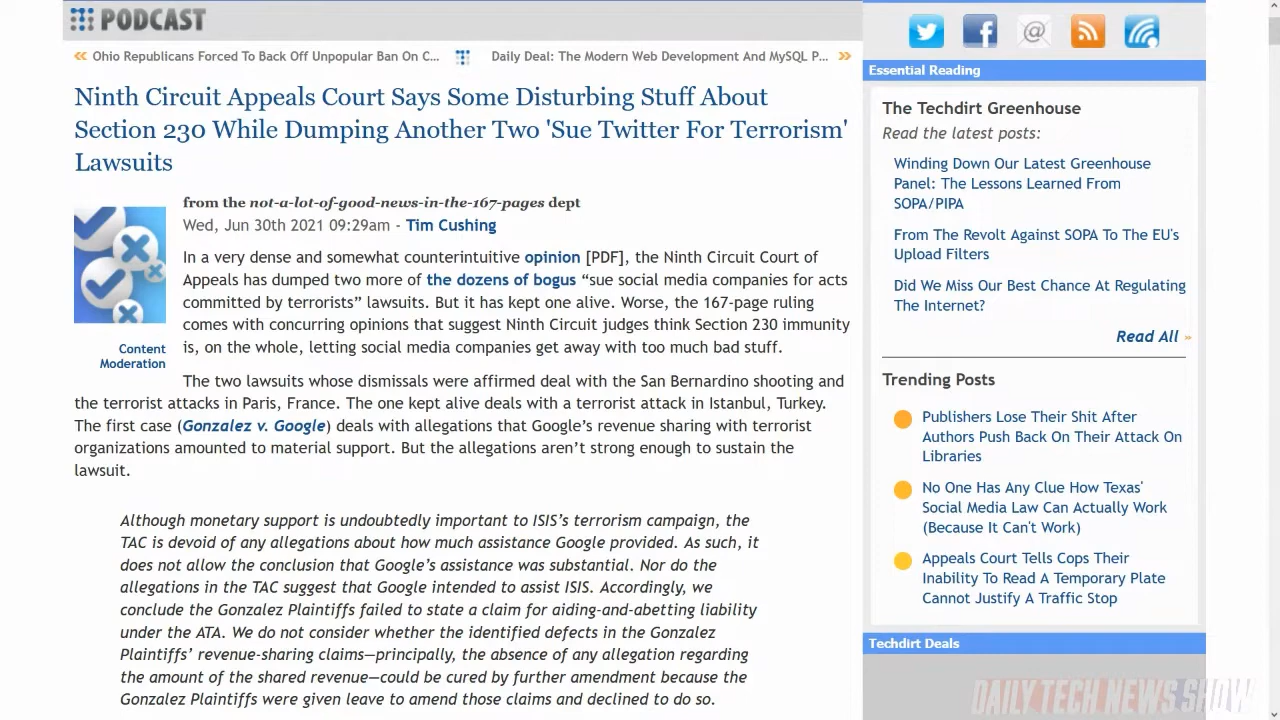 PODCAST
Ohio Republicans Forced To Back Off Unpopular Ban On C...
Daily Deal: The Modern Web Development And MySQL P...
Ninth Circuit Appeals Court Says Some Disturbing Stuff About
Section 230 While Dumping Another Two 'Sue Twitter For Terrorism'
Lawsuits
Content
Moderation
from the not-a-lot-of-good-news-in-the-167-pages dept
Wed, Jun 30th 2021 09:29am - Tim Cushing
In a very dense and somewhat counterintuitive opinion [PDF], the Ninth Circuit Court of
Appeals has dumped two more of the dozens of bogus “sue social media companies for acts
committed by terrorists” lawsuits. But it has kept one alive. Worse, the 167-page ruling
comes with concurring opinions that suggest Ninth Circuit judges think Section 230 immunity
is, on the whole, letting social media companies get away with too much bad stuff.
The two lawsuits whose dismissals were affirmed deal with the San Bernardino shooting and
the terrorist attacks in Paris, France. The one kept alive deals with a terrorist attack in Istanbul, Turkey.
The first case (Gonzalez v. Google) deals with allegations that Google’s revenue sharing with terrorist
organizations amounted to material support. But the allegations aren’t strong enough to sustain the
lawsuit.
Although monetary support is undoubtedly important to ISIS’s terrorism campaign, the
TAC is devoid of any allegations about how much assistance Google provided. As such, it
does not allow the conclusion that Google’s assistance was substantial. Nor do the
allegations in the TAC suggest that Google intended to assist ISIS. Accordingly, we
conclude the Gonzalez Plaintiffs failed to state a claim for aiding-and-abetting liability
under the ATA. We do not consider whether the identified defects in the Gonzalez
Plaintiffs’ revenue-sharing claims—principally, the absence of any allegation regarding
the amount of the shared revenue—could be cured by further amendment because the
Gonzalez Plaintiffs were given leave to amend those claims and declined to do so.
Essential Reading
The Techdirt Greenhouse
Read the latest posts:
Winding Down Our Latest Greenhouse
Panel: The Lessons Learned From
SOPA/PIPA
From The Revolt Against SOPA To The EU's
Upload Filters
Did We Miss Our Best Chance At Regulating
The Internet?
Read All »
Trending Posts
Publishers Lose Their Shit After
Authors Push Back On Their Attack On
Libraries
No One Has Any Clue How Texas'
Social Media Law Can Actually Work
(Because It Can't Work)
Appeals Court Tells Cops Their
Inability To Read A Temporary Plate
Cannot Justify A Traffic Stop
Techdirt Deals
DAILY TECH NEWS SHOW